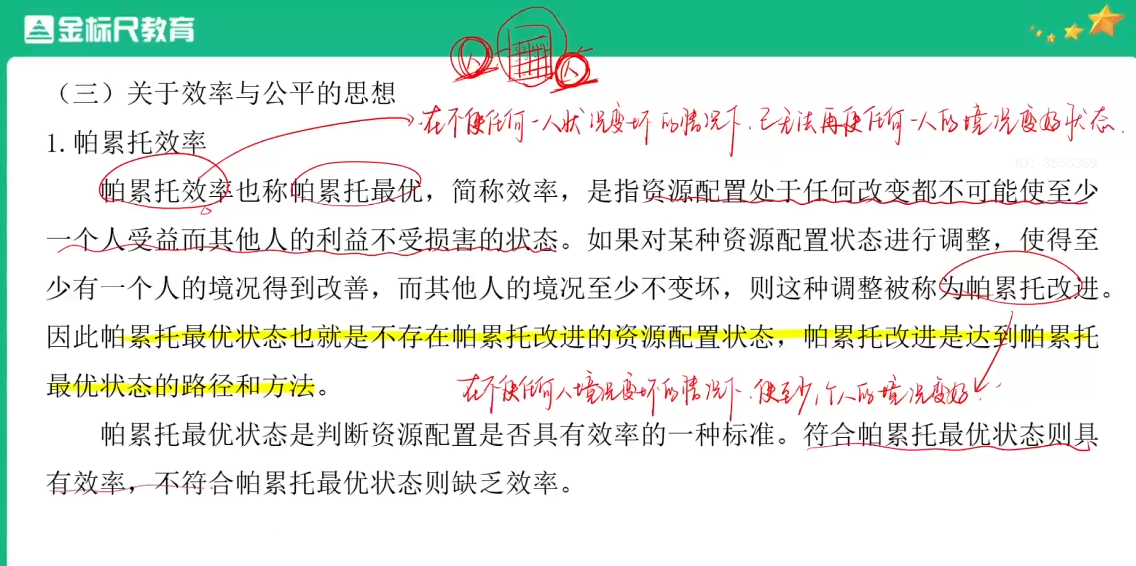 金标尺教育
人 人
（三）关于效率与公平的思想
在不使任何一人状况变坏的情况下，已无法再使任何一人的境况变好状态．
1. 帕累托效率
ID：3555369
帕累托效率也称帕累托最优，简称效率，是指资源配置处于任何改变都不可能使至少
一个人受益而其他人的利益不受损害的状态。如果对某种资源配置状态进行调整，使得至
少有一个人的境况得到改善，而其他人的境况至少不变坏，则这种调整被称为帕累托改进。
因此帕累托最优状态也就是不存在帕累托改进的资源配置状态，帕累托改进是达到帕累托
最优状态的路径和方法。
在不使任何人境况变坏的情况下．使至少1个人的境况变好．
帕累托最优状态是判断资源配置是否具有效率的一种标准。符合帕累托最优状态则具
有效率，不符合帕累托最优状态则缺乏效率。